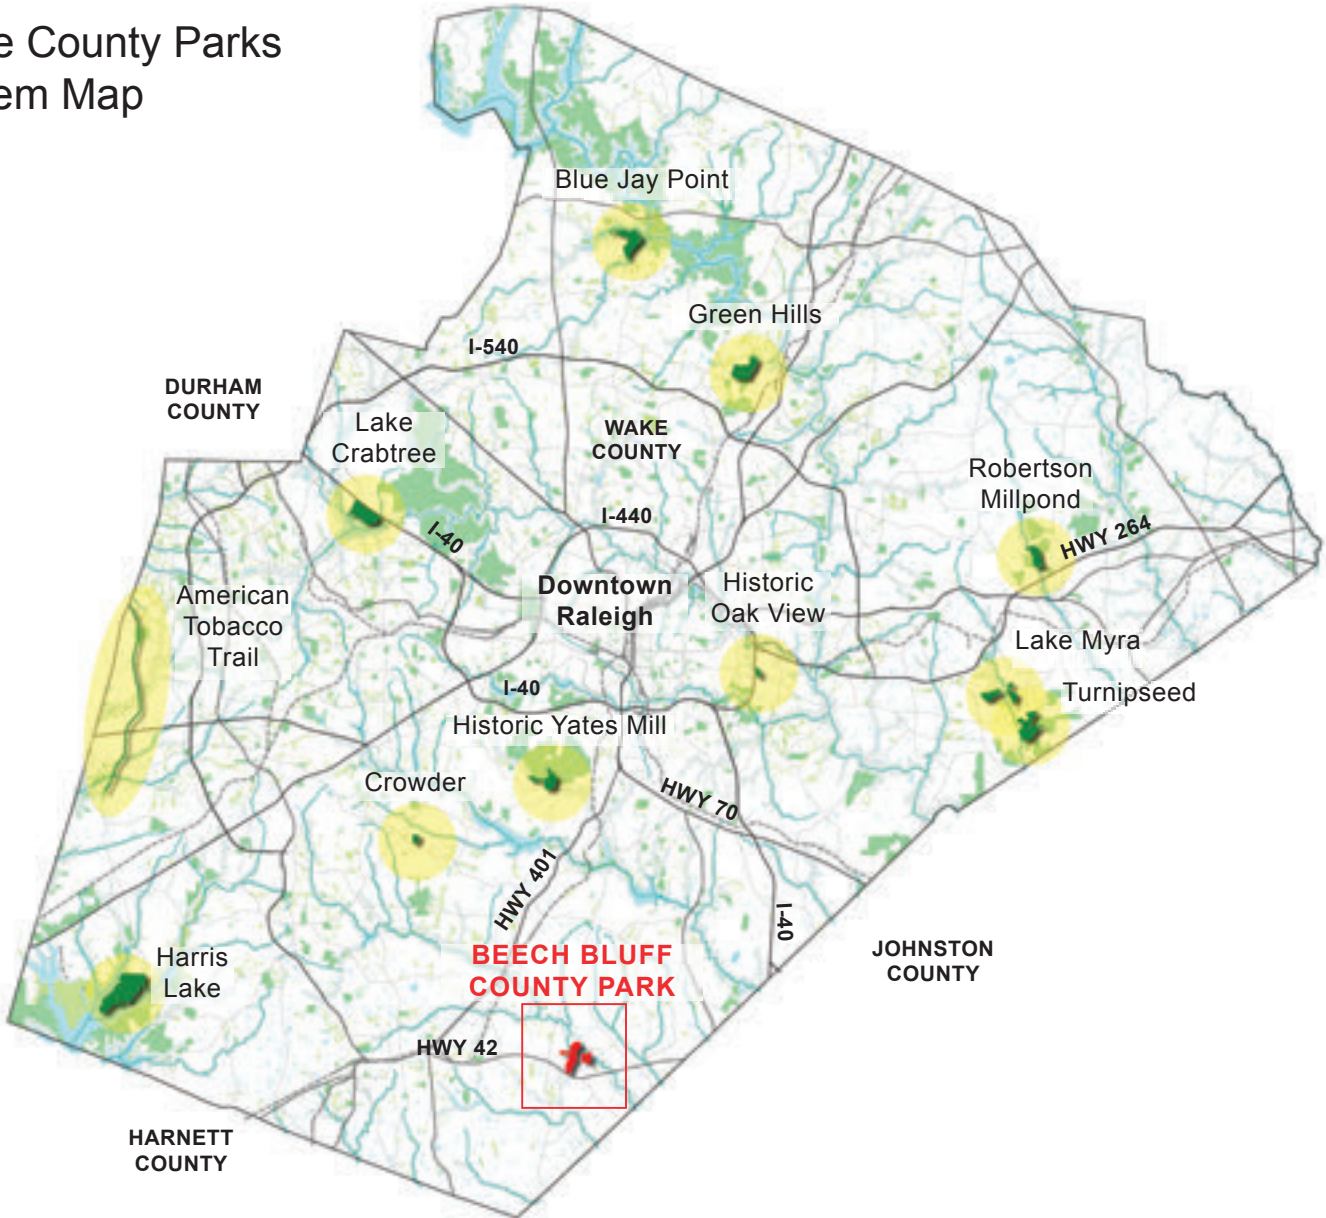 e County Parks
em Map
Blue Jay Point
Green Hills
I-540
DURHAM
COUNTY
Lake
Crabtree
WAKE
COUNTY
Robertson
Millpond
I-440
I-40
HWY 264
American
Tobacco
Trail
Downtown
Raleigh
Historic
Oak View
Lake Myra
Turnipseed
I-40
Historic Yates Mill
Crowder
HWY 70
HWY 401
I-40
BEECH BLUFF
COUNTY PARK
JOHNSTON
COUNTY
Harris
Lake
HWY 42
HARNETT
COUNTY